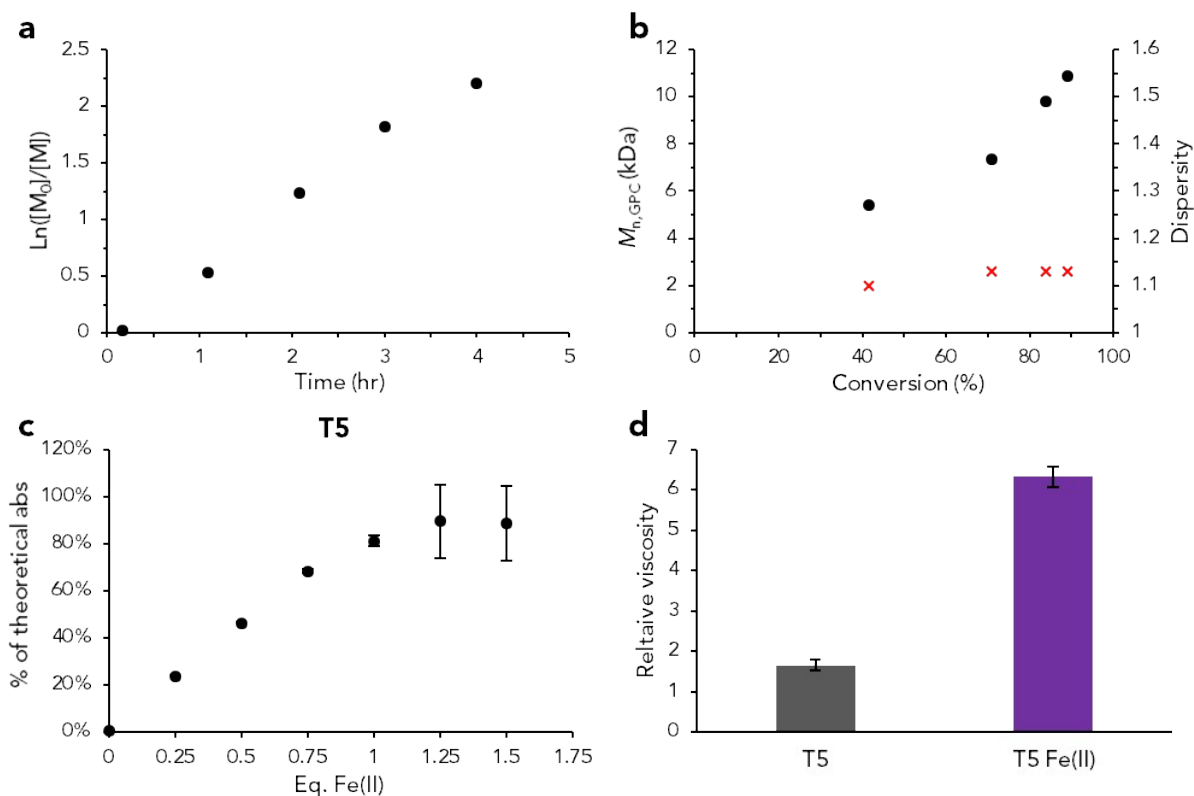 a
2.5
2
1.5
1
0.5
0
Ln([M0]/[M])
0 1 2 3 4 5
Time (hr)
b
12
10
8
6
4
2
0
Mn,GPC (kDa)
1.6
1.5
1.4
1.3
1.2
1.1
1
Dispersity
0 20 40 60 80 100
Conversion (%)
c
T5
120%
100%
80%
60%
40%
20%
0%
% of theoretical abs
0 0.25 0.5 0.75 1 1.25 1.5 1.75
Eq. Fe(II)
d
7
6
5
4
3
2
1
0
Reltaive viscosity
T5 T5 Fe(II)